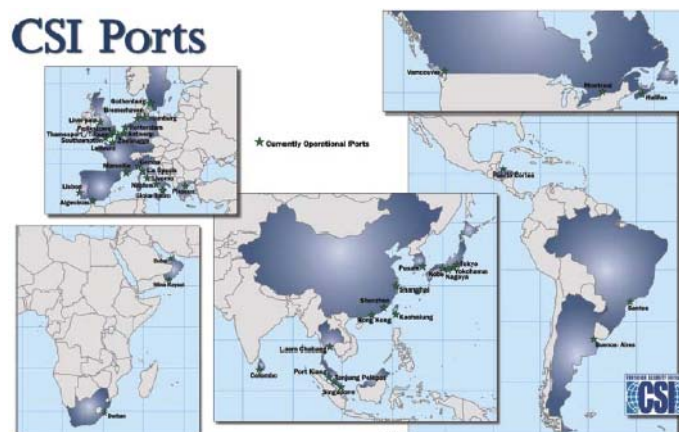 CSI Ports
Vancouver
Montreal
Halifax
Gothenburg
Bremerhaven
Hamburg
Liverpool
Felixstowe
Rotterdam
Antwerp
Southampton
Zeebrugge
Le Havre
Marseille
Genoa
La Spezia
Livorno
Naples
Gioia Tauro
Piraeus
Lisbon
Algeciras
Currently Operational Ports
Puerto Cortes
Dubai
Durban
Pusan
Tokyo
Kobe
Yokohama
Nagoya
Shanghai
Shenzhen
Hong Kong
Kaohsiung
Laem Chabang
Colombo
Port Klang
Tanjung Pelepas
Singapore
Santos
Buenos Aires
CSI